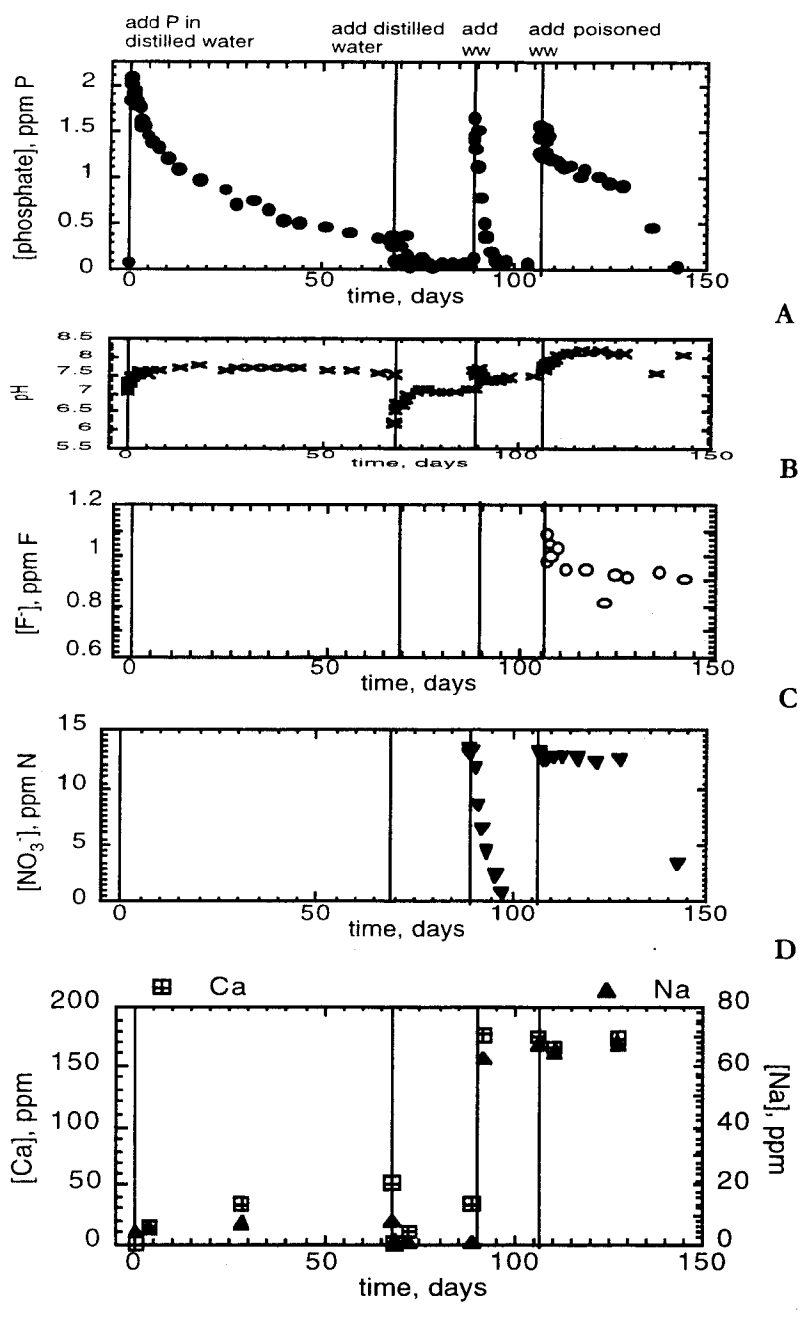 add P in
distilled water
add distilled
water
add
ww
add poisoned
ww
[phosphate], ppm P
2
1.5
1
0.5
0
0 50 100 150
time, days
A
pH
8.5
8
7.5
7
6.5
6
5.5
0 50 100 150
time, days
B
[F-], ppm F
1.2
1
0.8
0.6
0 50 100 150
time, days
C
[NO3-], ppm N
15
10
5
0
0 50 100 150
time, days
D
Ca
Na
[Ca], ppm
200
150
100
50
0
80
60
40
20
0
[Na], ppm
0 50 100 150
time, days